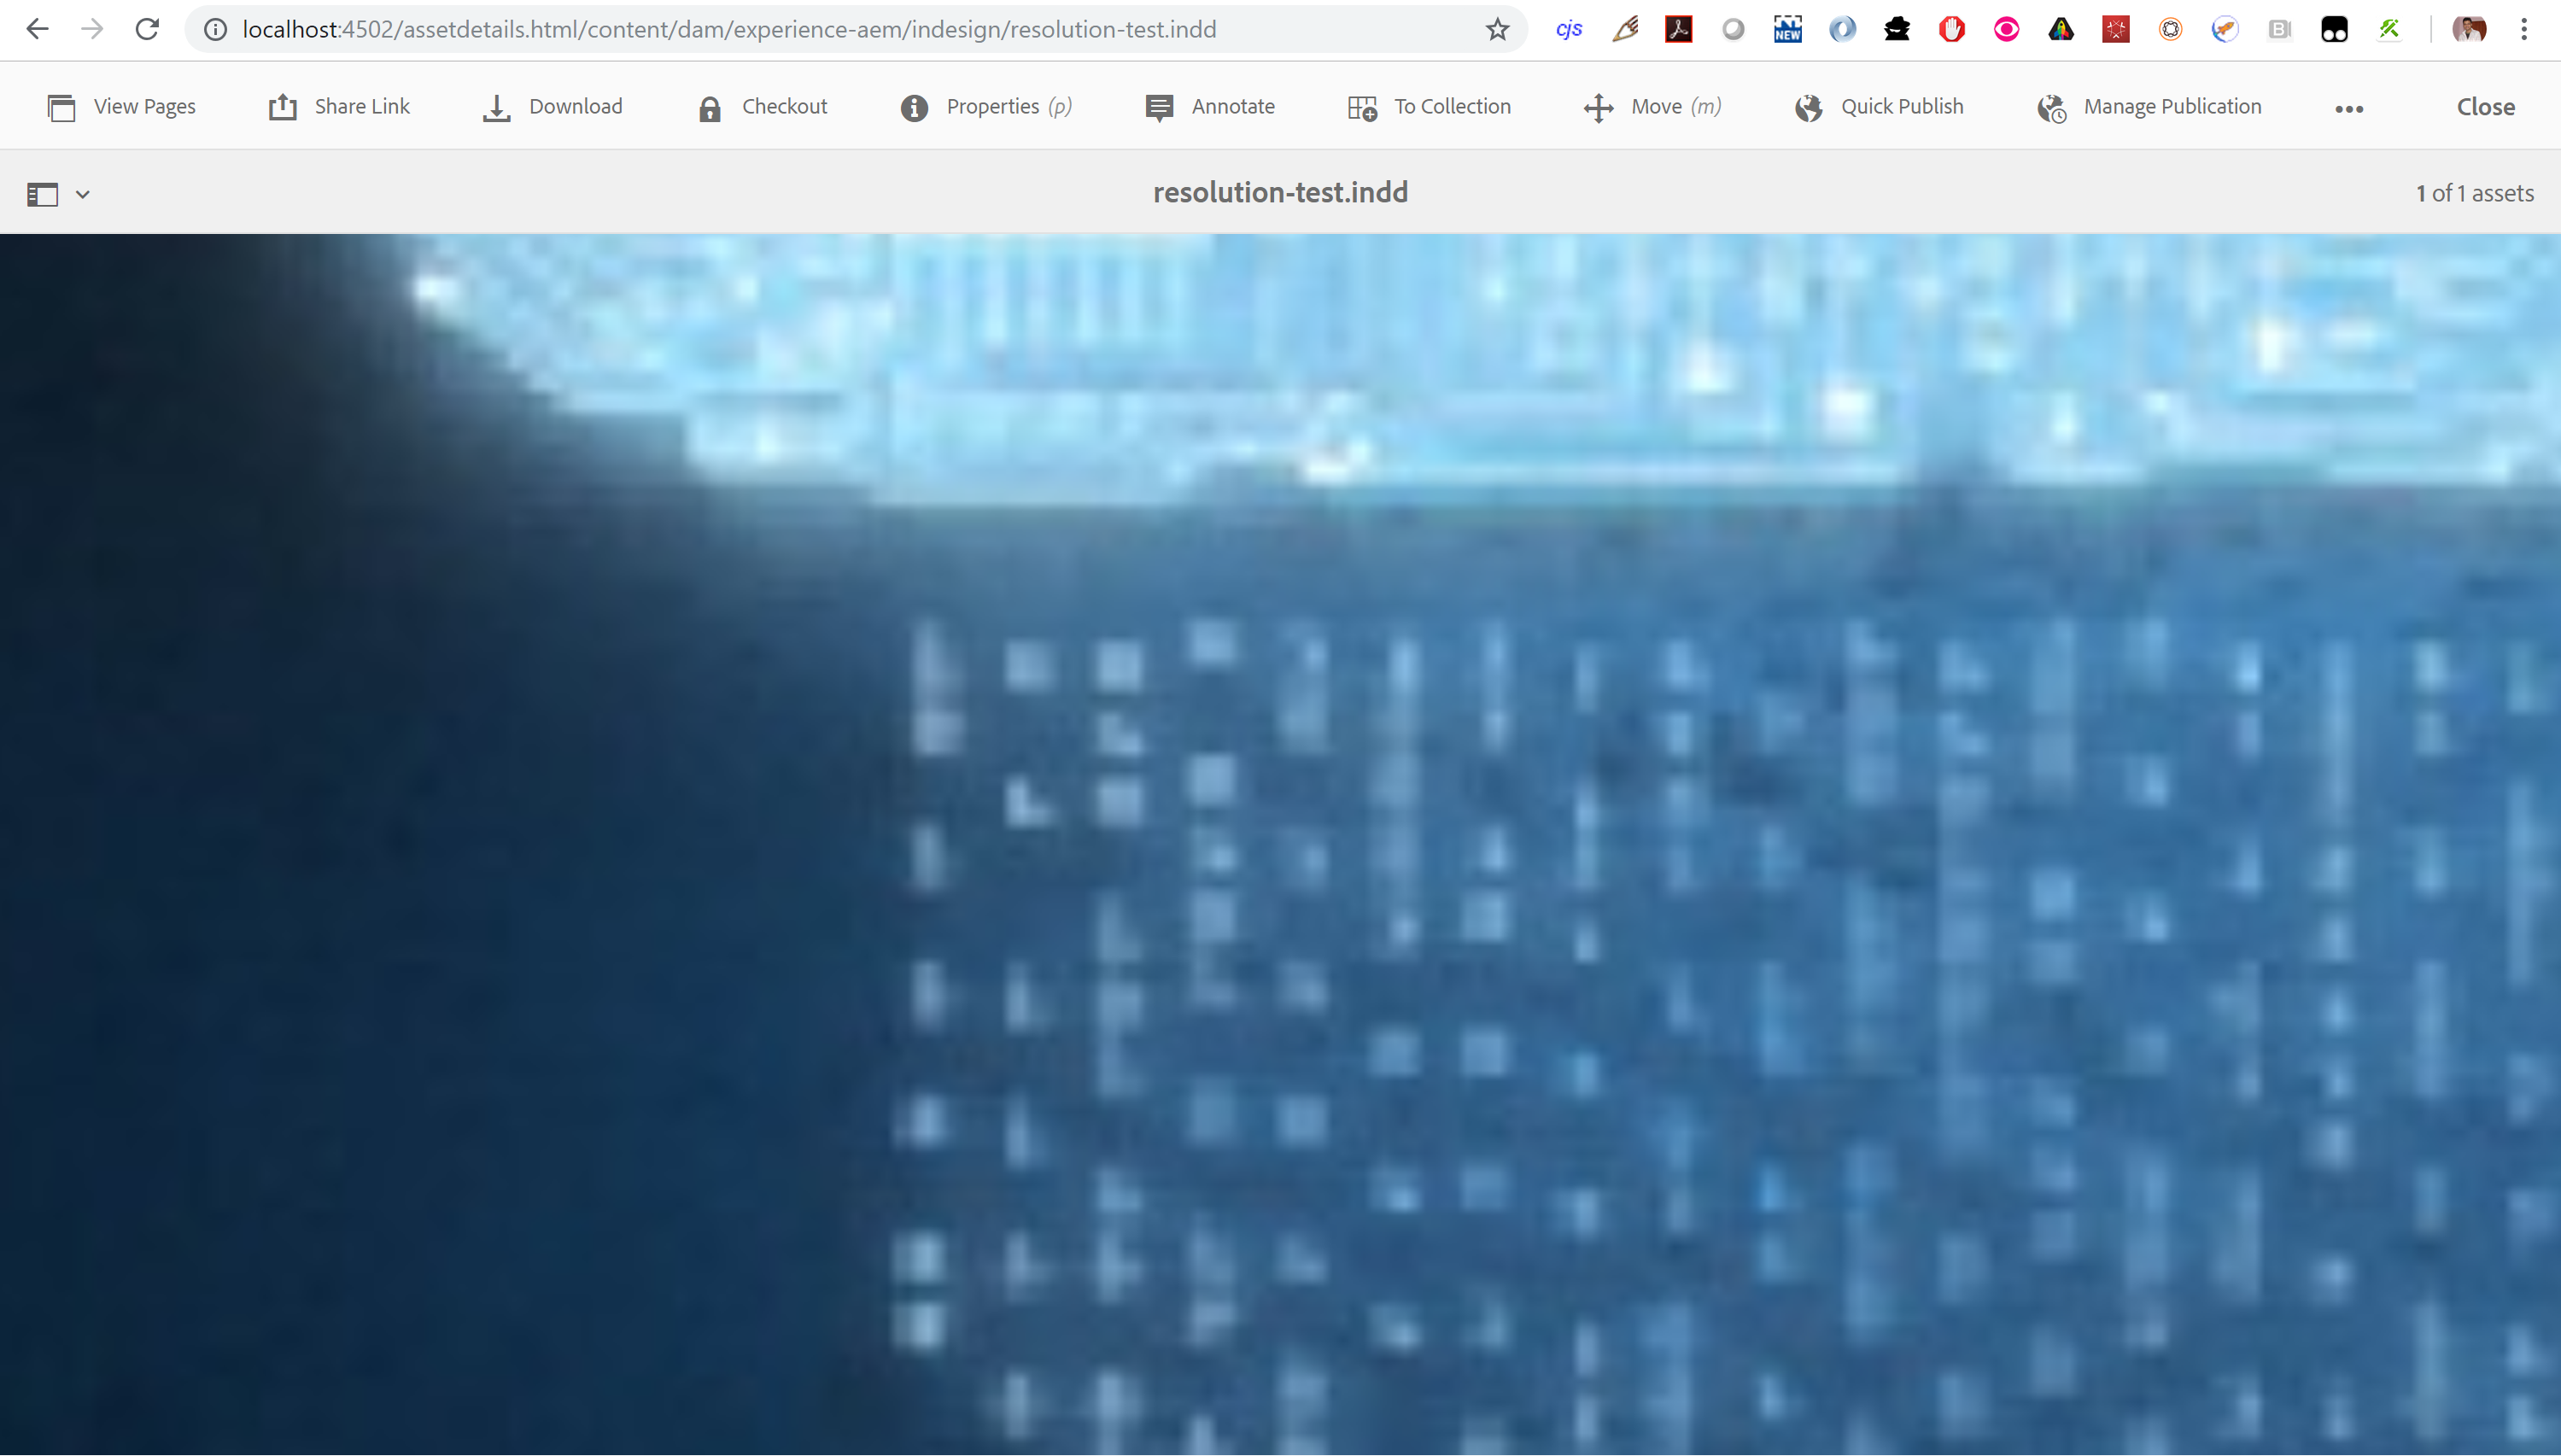 localhost:4502/assetdetails.html/content/dam/experience-aem/indesign/resolution-test.indd cjs NEW B
View Pages Share Link Download Checkout Properties (p) Annotate To Collection Move (m) Quick Publish Manage Publication Close
resolution-test.indd 1 of 1 assets